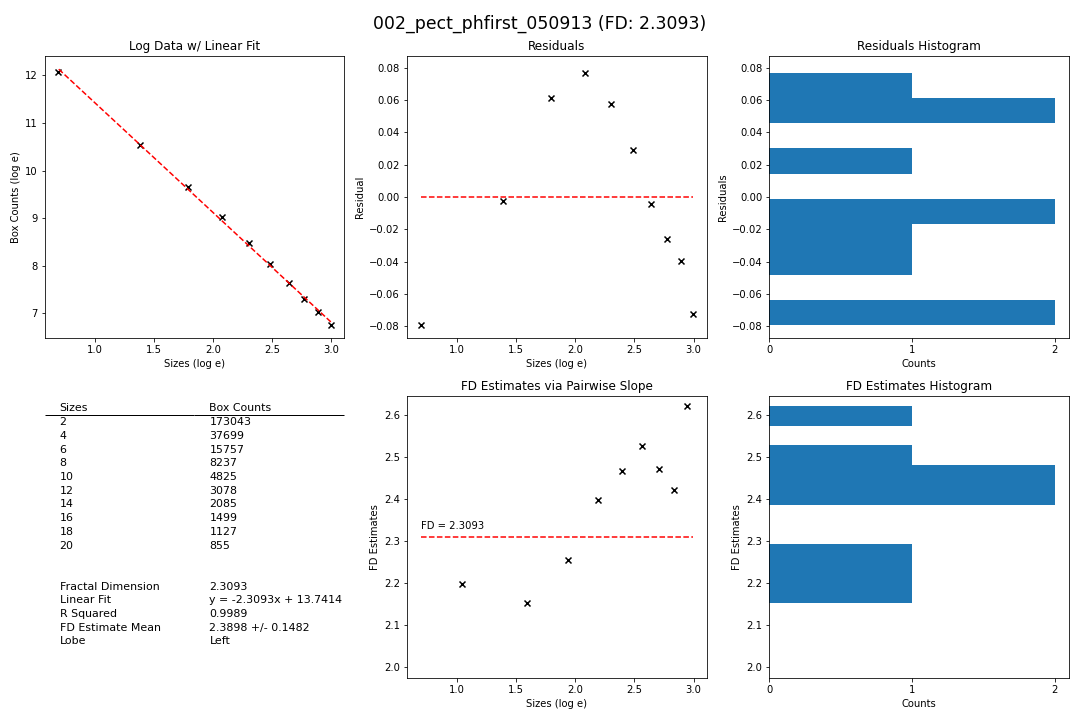 002_pect_phfirst_050913 (FD: 2.3093)
Log Data w/ Linear Fit
Box Counts (log e)
12
11
10
9
8
7
1.0 1.5 2.0 2.5 3.0
Sizes (log e)
Residuals
Residual
0.08
0.06
0.04
0.02
0.00
−0.02
−0.04
−0.06
−0.08
1.0 1.5 2.0 2.5 3.0
Sizes (log e)
Residuals Histogram
Residuals
0.08
0.06
0.04
0.02
0.00
−0.02
−0.04
−0.06
−0.08
0 1 2
Counts
Sizes Box Counts
2 173043
4 37699
6 15757
8 8237
10 4825
12 3078
14 2085
16 1499
18 1127
20 855
Fractal Dimension 2.3093
Linear Fit y = -2.3093x + 13.7414
R Squared 0.9989
FD Estimate Mean 2.3898 +/- 0.1482
Lobe Left
FD Estimates via Pairwise Slope
FD Estimates
2.6
2.5
2.4
2.3
2.2
2.1
2.0
FD = 2.3093
1.0 1.5 2.0 2.5 3.0
Sizes (log e)
FD Estimates Histogram
FD Estimates
2.6
2.5
2.4
2.3
2.2
2.1
2.0
0 1 2
Counts